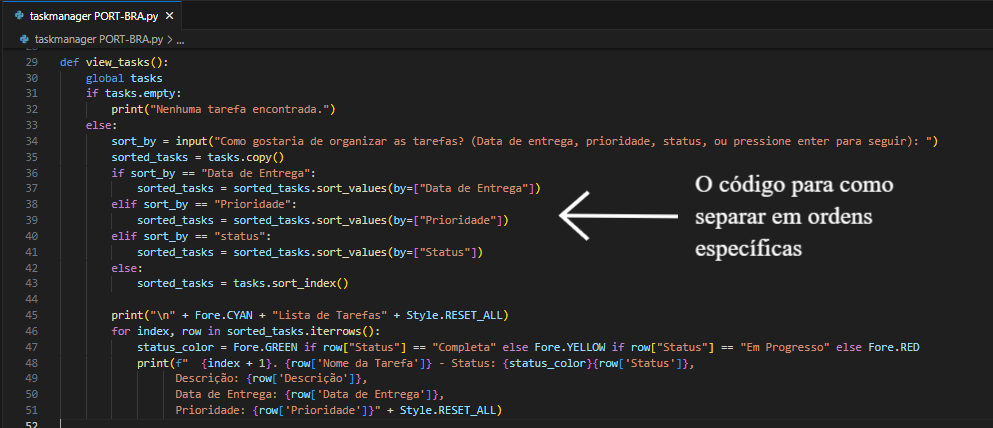 taskmanager PORT-BRA.py ×
taskmanager PORT-BRA.py > ...
29 def view_tasks():
30     global tasks
31     if tasks.empty:
32         print("Nenhuma tarefa encontrada.")
33     else:
34         sort_by = input("Como gostaria de organizar as tarefas? (Data de entrega, prioridade, status, ou pressione enter para seguir): ")
35         sorted_tasks = tasks.copy()
36         if sort_by == "Data de Entrega":
37             sorted_tasks = sorted_tasks.sort_values(by=["Data de Entrega"])
38         elif sort_by == "Prioridade":
39             sorted_tasks = sorted_tasks.sort_values(by=["Prioridade"])
40         elif sort_by == "status":
41             sorted_tasks = sorted_tasks.sort_values(by=["Status"])
42         else:
43             sorted_tasks = tasks.sort_index()
44
45         print("\n" + Fore.CYAN + "Lista de Tarefas" + Style.RESET_ALL)
46         for index, row in sorted_tasks.iterrows():
47             status_color = Fore.GREEN if row["Status"] == "Completa" else Fore.YELLOW if row["Status"] == "Em Progresso" else Fore.RED
48             print(f"  {index + 1}. {row['Nome da Tarefa']} - Status: {status_color}{row['Status']},
49                   Descrição: {row['Descrição']},
50                   Data de Entrega: {row['Data de Entrega']},
51                   Prioridade: {row['Prioridade']}" + Style.RESET_ALL)
52
O código para como
separar em ordens
específicas